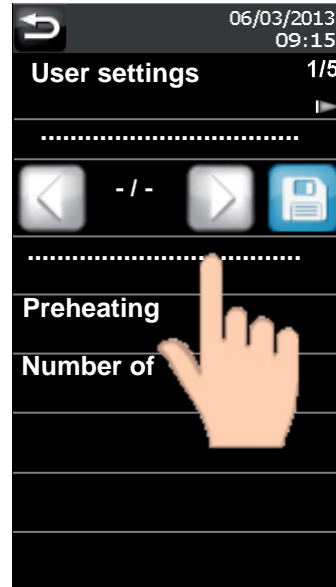 06/03/2013
09:15
User settings 1/5
..................................
- / -
....................................
Preheating
Number of